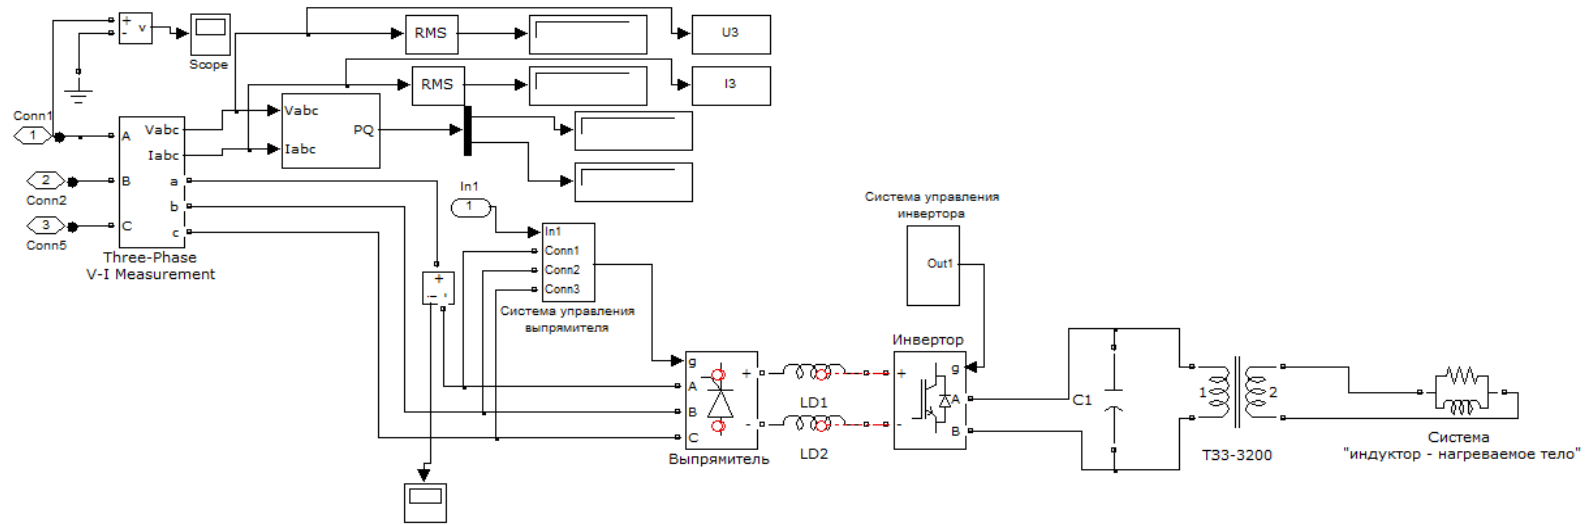 +
-
v
Scope
RMS
U3
RMS
I3
Conn1
1
2
Conn2
3
Conn5
A
B
C
Vabc
Iabc
a
b
c
Three-Phase
V-I Measurement
Vabc
Iabc
PQ
In1
1
In1
Conn1
Conn2
Conn3
Система управления
выпрямителя
+
-
i
Система управления
инвертора
Out1
g
A
B
C
+
-
Выпрямитель
LD1
LD2
Инвертор
+
-
g
A
B
C1
1
2
ТЗЗ-3200
Система
"индуктор - нагреваемое тело"